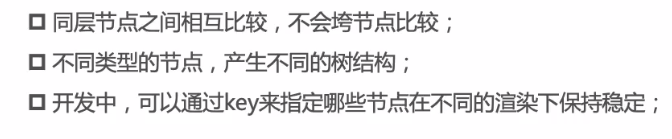 同层节点之间相互比较，不会垮节点比较；
不同类型的节点，产生不同的树结构；
开发中，可以通过key来指定哪些节点在不同的渲染下保持稳定；